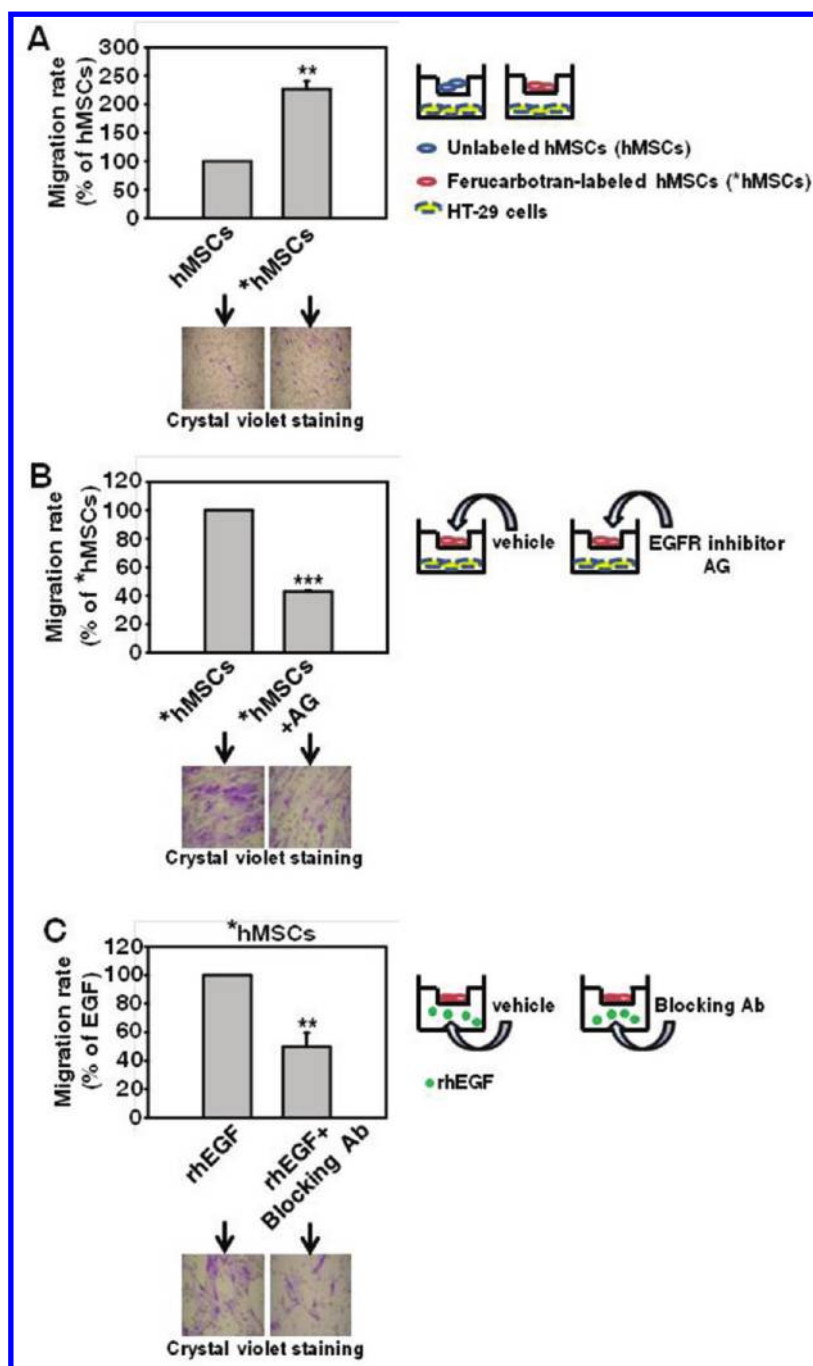 A
Migration rate
(% of hMSCs)
300
250
200
150
100
50
0
**
hMSCs
*hMSCs
Unlabeled hMSCs (hMSCs)
Ferucarbotran-labeled hMSCs (*hMSCs)
HT-29 cells
Crystal violet staining
B
Migration rate
(% of *hMSCs)
120
100
80
60
40
20
0
***
*hMSCs
*hMSCs
+AG
vehicle
EGFR inhibitor
AG
Crystal violet staining
C
*hMSCs
Migration rate
(% of EGF)
120
100
80
60
40
20
0
**
rhEGF
rhEGF+
Blocking Ab
vehicle
Blocking Ab
rhEGF
Crystal violet staining